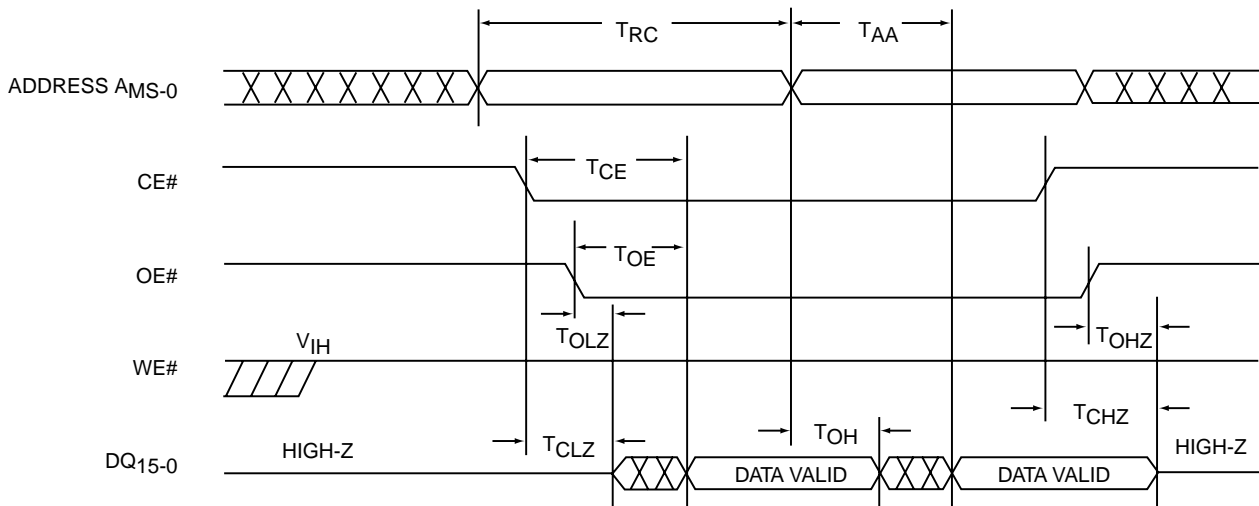 TRC
TAA
ADDRESS AMS-0
TCE
CE#
TOE
OE#
TOLZ
TOHZ
VIH
WE#
TCHZ
TCLZ
TOH
HIGH-Z
HIGH-Z
DQ15-0
DATA VALID
DATA VALID